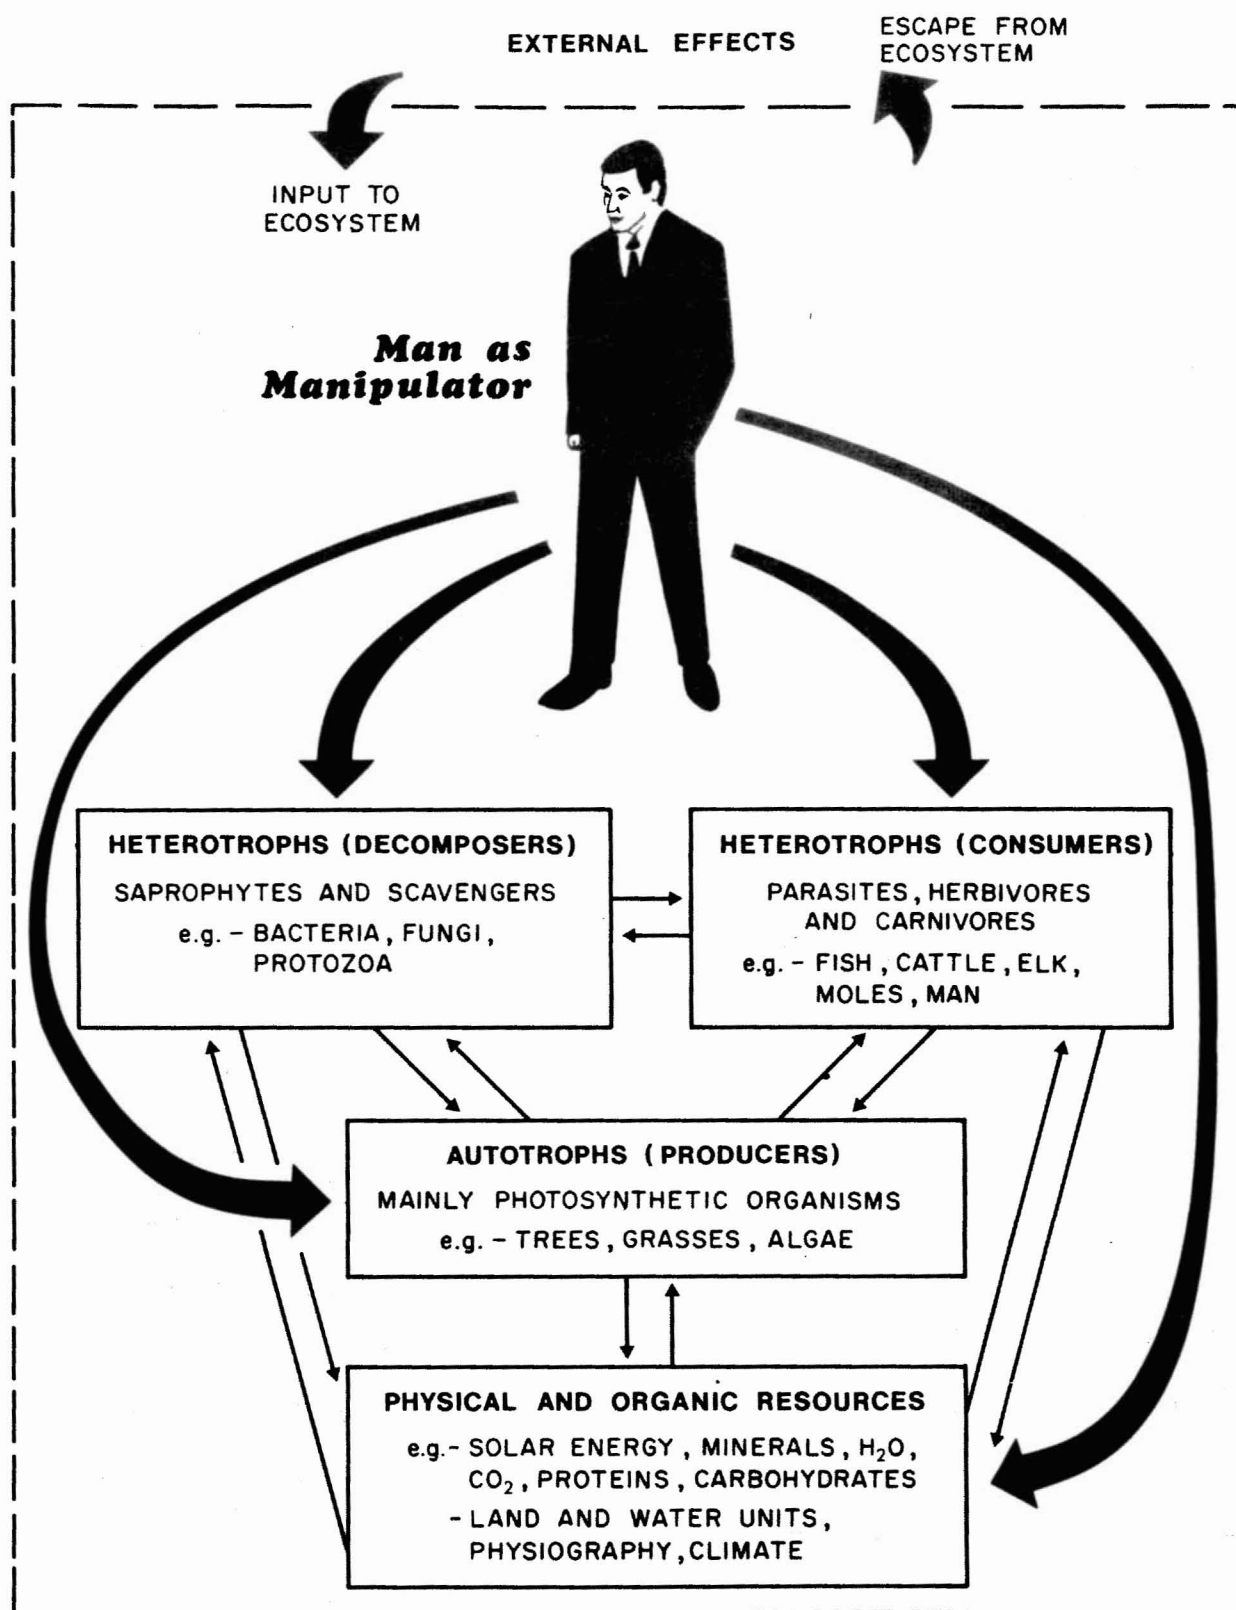 EXTERNAL EFFECTS
ESCAPE FROM
ECOSYSTEM
INPUT TO
ECOSYSTEM
Man as
Manipulator
HETEROTROPHS (DECOMPOSERS)
SAPROPHYTES AND SCAVENGERS
e.g. – BACTERIA, FUNGI,
PROTOZOA
HETEROTROPHS (CONSUMERS)
PARASITES, HERBIVORES
AND CARNIVORES
e.g. – FISH, CATTLE, ELK,
MOLES, MAN
AUTOTROPHS (PRODUCERS)
MAINLY PHOTOSYNTHETIC ORGANISMS
e.g. – TREES, GRASSES, ALGAE
PHYSICAL AND ORGANIC RESOURCES
e.g.- SOLAR ENERGY, MINERALS, H₂O,
CO₂, PROTEINS, CARBOHYDRATES
- LAND AND WATER UNITS,
PHYSIOGRAPHY, CLIMATE